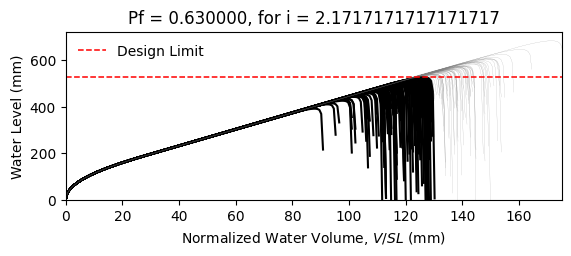 Pf = 0.630000, for i = 2.1717171717171717
Design Limit
Water Level (mm)
600
400
200
0
0 20 40 60 80 100 120 140 160
Normalized Water Volume, V/SL (mm)